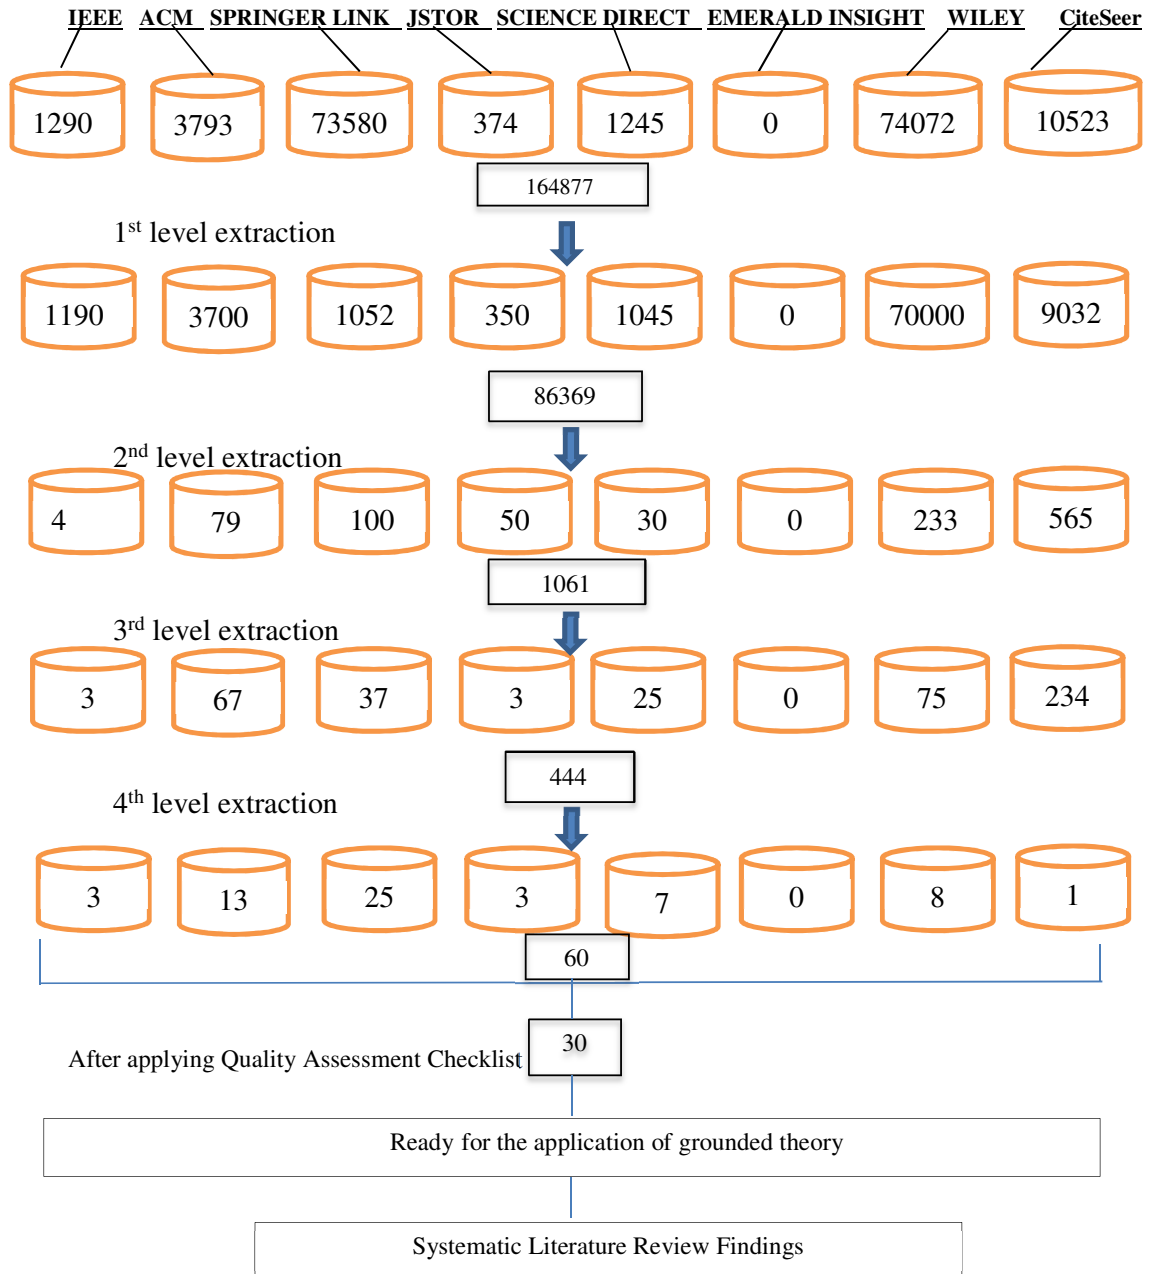 IEEE ACM SPRINGER LINK JSTOR SCIENCE DIRECT EMERALD INSIGHT WILEY CiteSeer
1290 3793 73580 374 1245 0 74072 10523
164877
1st level extraction
1190 3700 1052 350 1045 0 70000 9032
86369
2nd level extraction
4 79 100 50 30 0 233 565
1061
3rd level extraction
3 67 37 3 25 0 75 234
444
4th level extraction
3 13 25 3 7 0 8 1
60
After applying Quality Assessment Checklist 30
Ready for the application of grounded theory
Systematic Literature Review Findings